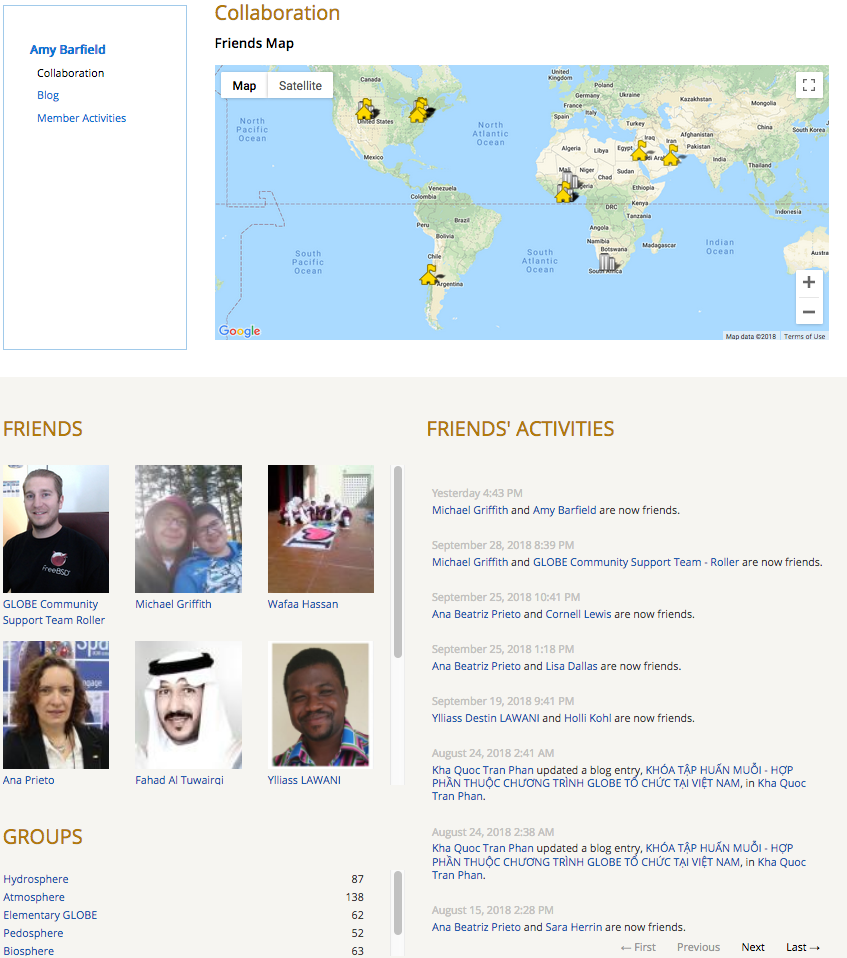 Amy Barfield
Collaboration
Blog
Member Activities
Collaboration
Friends Map
Map
Satellite
Canada
United States
Mexico
North
Pacific
Ocean
North
Atlantic
Ocean
Venezuela
Colombia
Peru
Brazil
Bolivia
Chile
Argentina
South
Pacific
Ocean
South
Atlantic
Ocean
United
Kingdom
Poland
Germany
Ukraine
France
Italy
Spain
Turkey
Kazakhstan
Mongolia
China
South Korea
Iraq
Afghanistan
Pakistan
India
Thailand
Algeria
Libya
Egypt
Mali
Niger
Chad
Sudan
Ethiopia
Kenya
DRC
Tanzania
Angola
Namibia
Botswana
Madagascar
South Africa
Indian
Ocean
Indonesia
Google
Map data ©2018
Terms of Use
FRIENDS
FreeBSD
GLOBE Community
Support Team Roller
Michael Griffith
Wafaa Hassan
Ana Prieto
Fahad Al Tuwairqi
Ylliass LAWANI
GROUPS
Hydrosphere 87
Atmosphere 138
Elementary GLOBE 62
Pedosphere 52
Biosphere 63
FRIENDS' ACTIVITIES
Yesterday 4:43 PM
Michael Griffith and Amy Barfield are now friends.
September 28, 2018 8:39 PM
Michael Griffith and GLOBE Community Support Team - Roller are now friends.
September 25, 2018 10:41 PM
Ana Beatriz Prieto and Cornell Lewis are now friends.
September 25, 2018 1:18 PM
Ana Beatriz Prieto and Lisa Dallas are now friends.
September 19, 2018 9:41 PM
Ylliass Destin LAWANI and Holli Kohl are now friends.
August 24, 2018 2:41 AM
Kha Quoc Tran Phan updated a blog entry, KHÓA TẬP HUẤN MUỖI - HỢP
PHẦN THUỘC CHƯƠNG TRÌNH GLOBE TỔ CHỨC TẠI VIỆT NAM, in Kha Quoc
Tran Phan.
August 24, 2018 2:38 AM
Kha Quoc Tran Phan updated a blog entry, KHÓA TẬP HUẤN MUỖI - HỢP
PHẦN THUỘC CHƯƠNG TRÌNH GLOBE TỔ CHỨC TẠI VIỆT NAM, in Kha Quoc
Tran Phan.
August 15, 2018 2:28 PM
Ana Beatriz Prieto and Sara Herrin are now friends.
← First Previous Next Last →